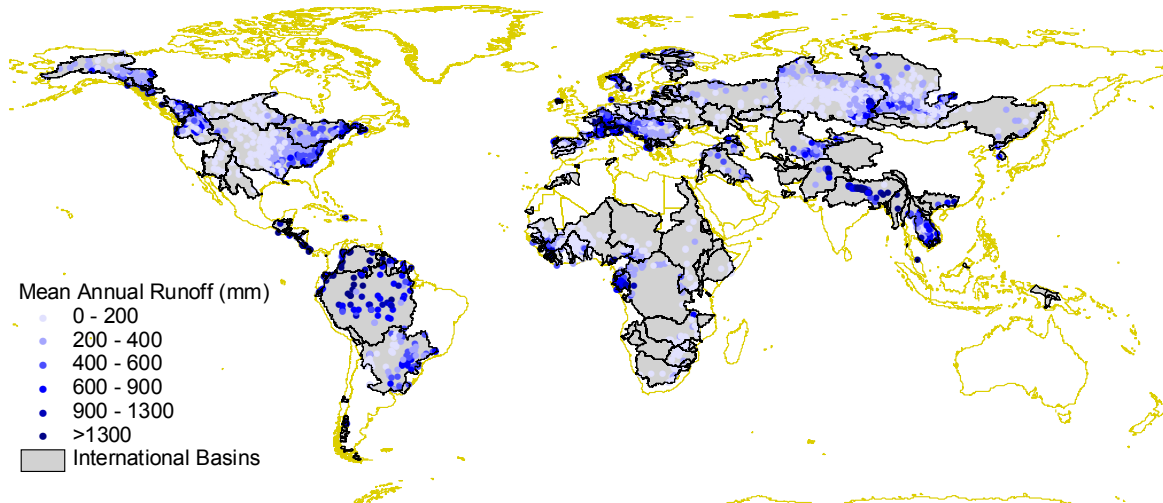 Mean Annual Runoff (mm)
0 - 200
200 - 400
400 - 600
600 - 900
900 - 1300
>1300
International Basins